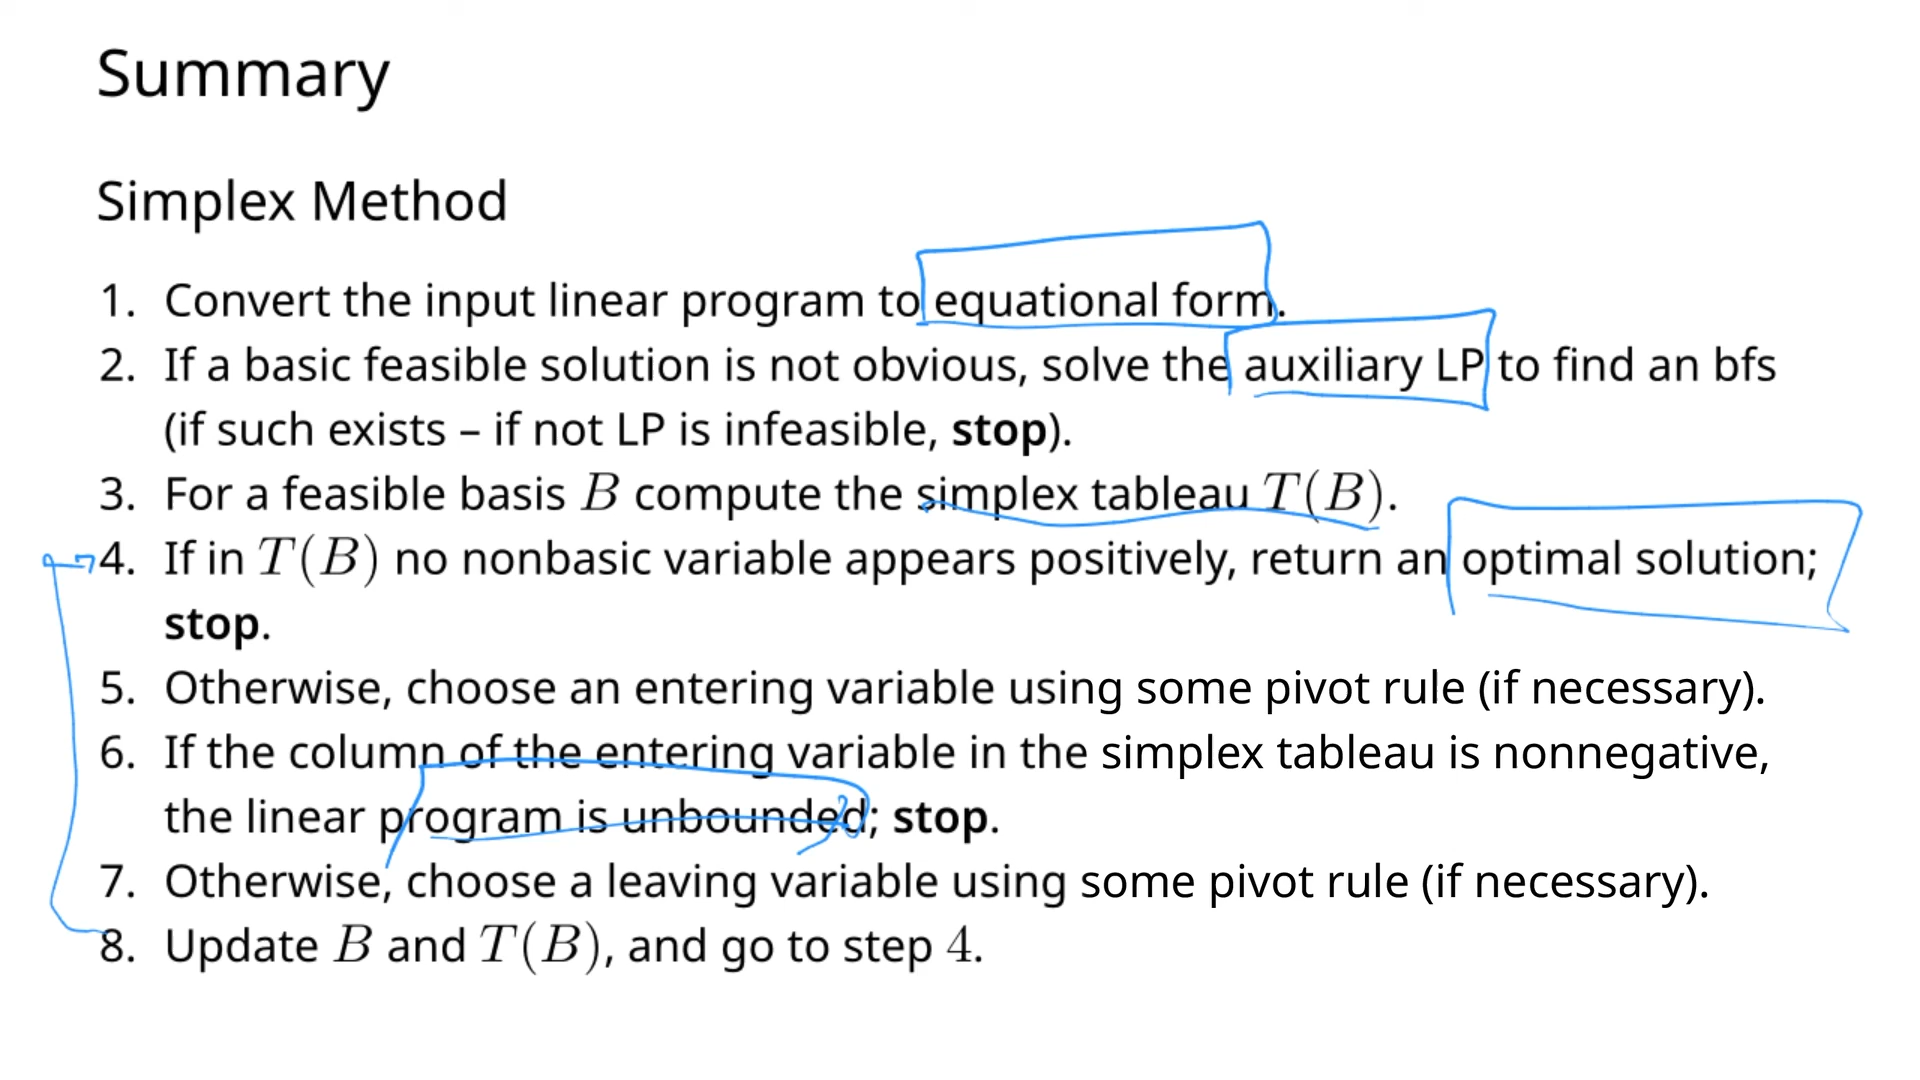 Summary
Simplex Method
1. Convert the input linear program to equational form.
2. If a basic feasible solution is not obvious, solve the auxiliary LP to find an bfs
(if such exists – if not LP is infeasible, stop).
3. For a feasible basis B compute the simplex tableau T(B).
4. If in T(B) no nonbasic variable appears positively, return an optimal solution;
stop.
5. Otherwise, choose an entering variable using some pivot rule (if necessary).
6. If the column of the entering variable in the simplex tableau is nonnegative,
the linear program is unbounded; stop.
7. Otherwise, choose a leaving variable using some pivot rule (if necessary).
8. Update B and T(B), and go to step 4.